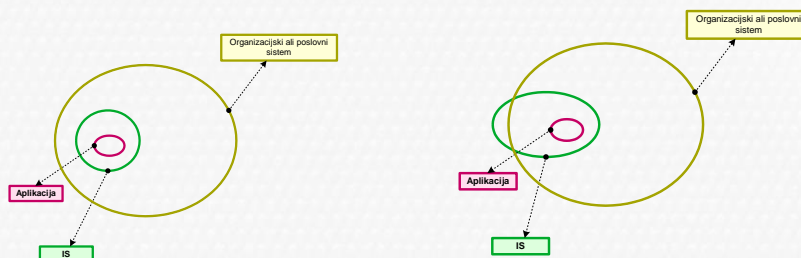 Organizacijski ali poslovni
sistem
Aplikacija
IS
Organizacijski ali poslovni
sistem
Aplikacija
IS